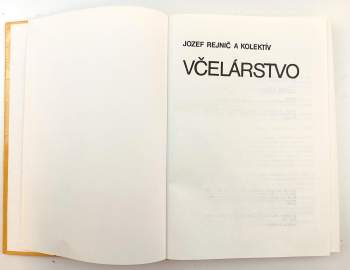 JOZEF REJNIČ A KOLEKTÍV
VČELÁRSTVO